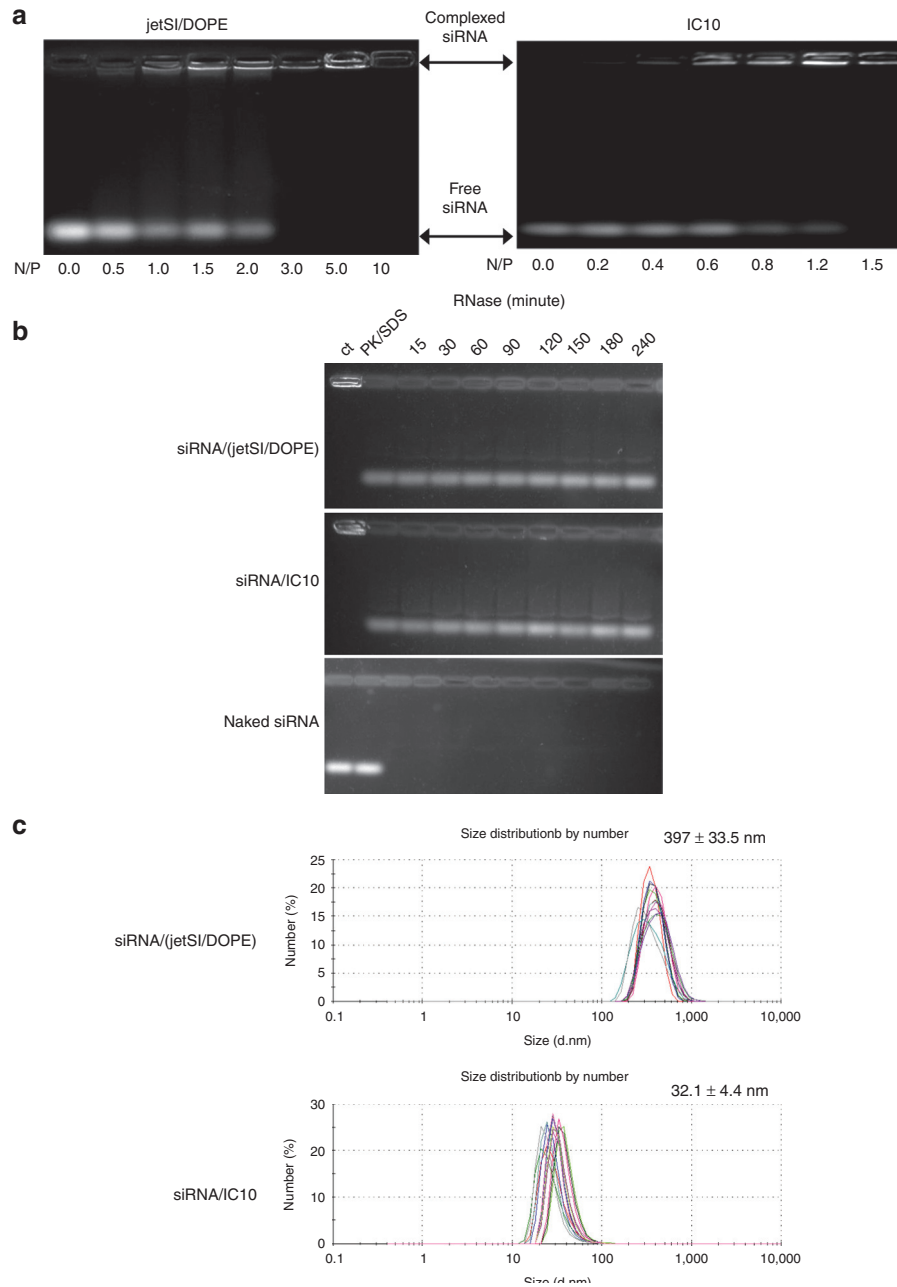 a
jetSI/DOPE
Complexed
siRNA
IC10
Free
siRNA
N/P 0.0 0.5 1.0 1.5 2.0 3.0 5.0 10
N/P 0.0 0.2 0.4 0.6 0.8 1.2 1.5
RNase (minute)
b
ct PK/SDS 15 30 60 90 120 150 180 240
siRNA/(jetSI/DOPE)
siRNA/IC10
Naked siRNA
c
Size distributionb by number
397 ± 33.5 nm
siRNA/(jetSI/DOPE)
Number (%)
25
20
15
10
5
0
0.1 1 10 100 1,000 10,000
Size (d.nm)
Size distributionb by number
32.1 ± 4.4 nm
siRNA/IC10
Number (%)
30
20
10
0
0.1 1 10 100 1,000 10,000
Size (d.nm)